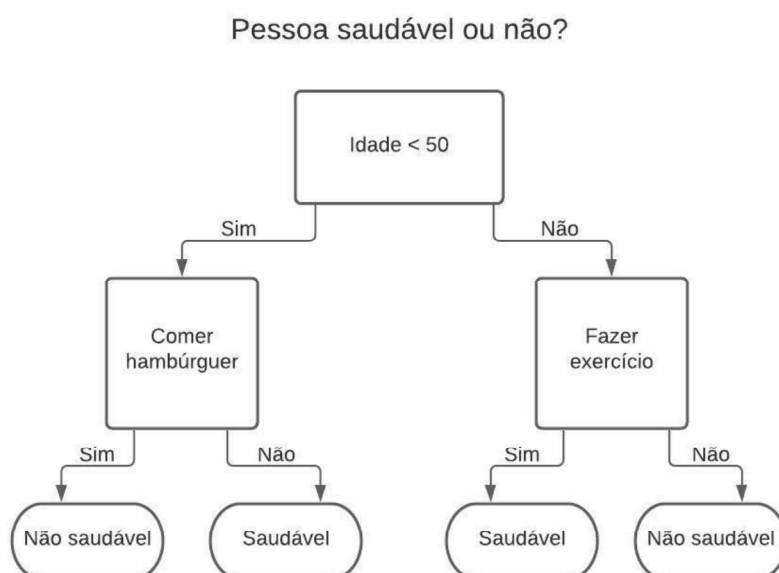 Pessoa saudável ou não?
Idade < 50
Sim
Não
Comer
hambúrguer
Fazer
exercício
Sim
Não
Sim
Não
Não saudável
Saudável
Saudável
Não saudável